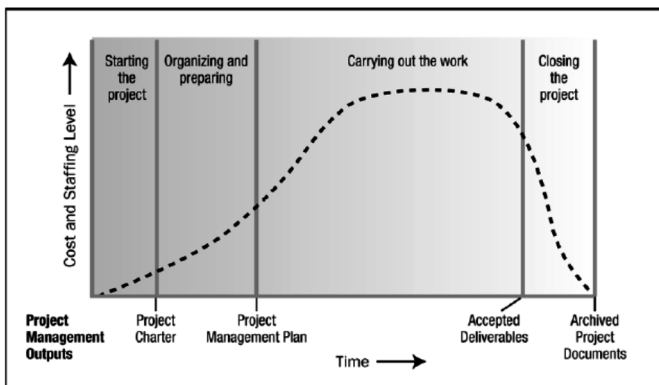 Starting
the
project
Organizing and
preparing
Carrying out the work
Closing
the
project
Cost and Staffing Level
Project
Management
Outputs
Project
Charter
Project
Management Plan
Accepted
Deliverables
Archived
Project
Documents
Time